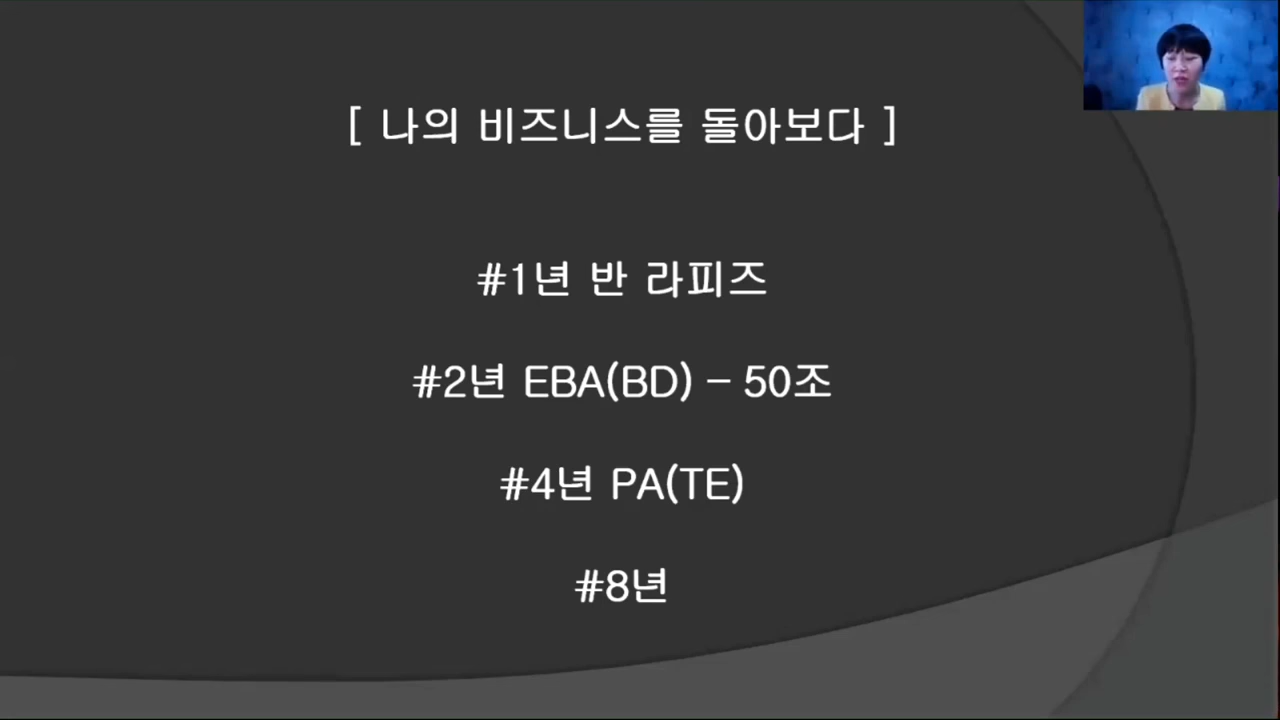 [ 나의 비즈니스를 돌아보다 ]
#1년 반 라피즈
#2년 EBA(BD) – 50조
#4년 PA(TE)
#8년